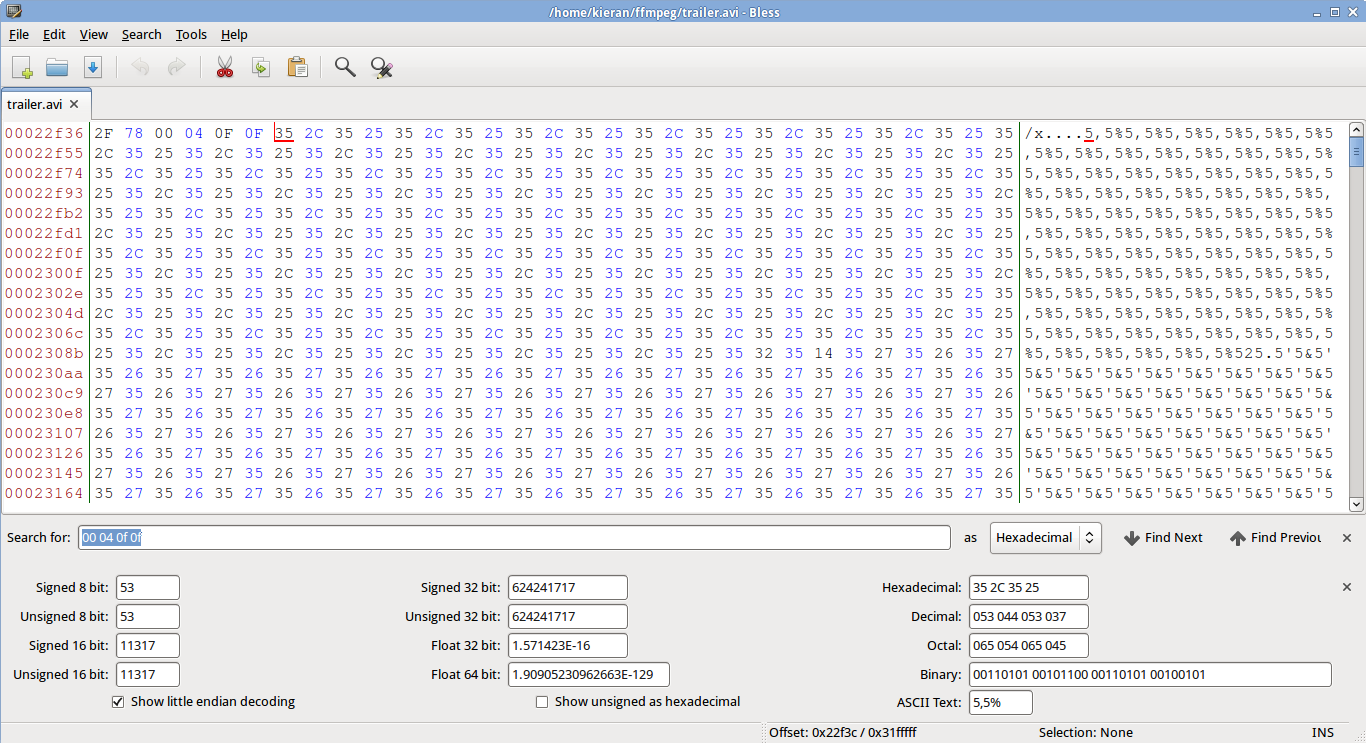 /home/kieran/ffmpeg/trailer.avi - Bless
File Edit View Search Tools Help
trailer.avi
00022f36 2F 78 00 04 0F 0F 35 2C 35 25 35 2C 35 25 35 2C 35 25 35 2C 35 25 35 2C 35 25 35 2C 35 25 35 /x....5,5%5,5%5,5%5,5%5,5%5,5%5
00022f55 2C 35 25 35 2C 35 25 35 2C 35 25 35 2C 35 25 35 2C 35 25 35 2C 35 25 35 2C 35 25 35 2C 35 25 ,5%5,5%5,5%5,5%5,5%5,5%5,5%5,5%
00022f74 35 2C 35 25 35 2C 35 25 35 2C 35 25 35 2C 35 25 35 2C 35 25 35 2C 35 25 35 2C 35 25 35 2C 35 5,5%5,5%5,5%5,5%5,5%5,5%5,5%5,5
00022f93 25 35 2C 35 25 35 2C 35 25 35 2C 35 25 35 2C 35 25 35 2C 35 25 35 2C 35 25 35 2C 35 25 35 2C %5,5%5,5%5,5%5,5%5,5%5,5%5,5%5,
00022fb2 35 25 35 2C 35 25 35 2C 35 25 35 2C 35 25 35 2C 35 25 35 2C 35 25 35 2C 35 25 35 2C 35 25 35 5%5,5%5,5%5,5%5,5%5,5%5,5%5,5%5
00022fd1 2C 35 25 35 2C 35 25 35 2C 35 25 35 2C 35 25 35 2C 35 25 35 2C 35 25 35 2C 35 25 35 2C 35 25 ,5%5,5%5,5%5,5%5,5%5,5%5,5%5,5%
00022ff0 35 2C 35 25 35 2C 35 25 35 2C 35 25 35 2C 35 25 35 2C 35 25 35 2C 35 25 35 2C 35 25 35 2C 35 5,5%5,5%5,5%5,5%5,5%5,5%5,5%5,5
0002300f 25 35 2C 35 25 35 2C 35 25 35 2C 35 25 35 2C 35 25 35 2C 35 25 35 2C 35 25 35 2C 35 25 35 2C %5,5%5,5%5,5%5,5%5,5%5,5%5,5%5,
0002302e 35 25 35 2C 35 25 35 2C 35 25 35 2C 35 25 35 2C 35 25 35 2C 35 25 35 2C 35 25 35 2C 35 25 35 5%5,5%5,5%5,5%5,5%5,5%5,5%5,5%5
0002304d 2C 35 25 35 2C 35 25 35 2C 35 25 35 2C 35 25 35 2C 35 25 35 2C 35 25 35 2C 35 25 35 2C 35 25 ,5%5,5%5,5%5,5%5,5%5,5%5,5%5,5%
0002306c 35 2C 35 25 35 2C 35 25 35 2C 35 25 35 2C 35 25 35 2C 35 25 35 2C 35 25 35 2C 35 25 35 2C 35 5,5%5,5%5,5%5,5%5,5%5,5%5,5%5,5
0002308b 25 35 2C 35 25 35 2C 35 25 35 2C 35 25 35 2C 35 25 35 2C 35 25 35 32 35 14 35 27 35 26 35 27 %5,5%5,5%5,5%5,5%5,5%525.5'5&5'
000230aa 35 26 35 27 35 26 35 27 35 26 35 27 35 26 35 27 35 26 35 27 35 26 35 27 35 26 35 27 35 26 35 5&5'5&5'5&5'5&5'5&5'5&5'5&5'5&5
000230c9 27 35 26 35 27 35 26 35 27 35 26 35 27 35 26 35 27 35 26 35 27 35 26 35 27 35 26 35 27 35 26 '5&5'5&5'5&5'5&5'5&5'5&5'5&5'5&
000230e8 35 27 35 26 35 27 35 26 35 27 35 26 35 27 35 26 35 27 35 26 35 27 35 26 35 27 35 26 35 27 35 5'5&5'5&5'5&5'5&5'5&5'5&5'5&5'5
00023107 26 35 27 35 26 35 27 35 26 35 27 35 26 35 27 35 26 35 27 35 26 35 27 35 26 35 27 35 26 35 27 &5'5&5'5&5'5&5'5&5'5&5'5&5'5&5'
00023126 35 26 35 27 35 26 35 27 35 26 35 27 35 26 35 27 35 26 35 27 35 26 35 27 35 26 35 27 35 26 35 5&5'5&5'5&5'5&5'5&5'5&5'5&5'5&5
00023145 27 35 26 35 27 35 26 35 27 35 26 35 27 35 26 35 27 35 26 35 27 35 26 35 27 35 26 35 27 35 26 '5&5'5&5'5&5'5&5'5&5'5&5'5&5'5&
00023164 35 27 35 26 35 27 35 26 35 27 35 26 35 27 35 26 35 27 35 26 35 27 35 26 35 27 35 26 35 27 35 5'5&5'5&5'5&5'5&5'5&5'5&5'5&5'5
Search for: 00 04 0f 0f as Hexadecimal Find Next Find Previou
Signed 8 bit: 53 Signed 32 bit: 624241717 Hexadecimal: 35 2C 35 25
Unsigned 8 bit: 53 Unsigned 32 bit: 624241717 Decimal: 053 044 053 037
Signed 16 bit: 11317 Float 32 bit: 1.571423E-16 Octal: 065 054 065 045
Unsigned 16 bit: 11317 Float 64 bit: 1.90905230962663E-129 Binary: 00110101 00101100 00110101 00100101
Show little endian decoding Show unsigned as hexadecimal ASCII Text: 5,5%
Offset: 0x22f3c / 0x31fffff Selection: None INS